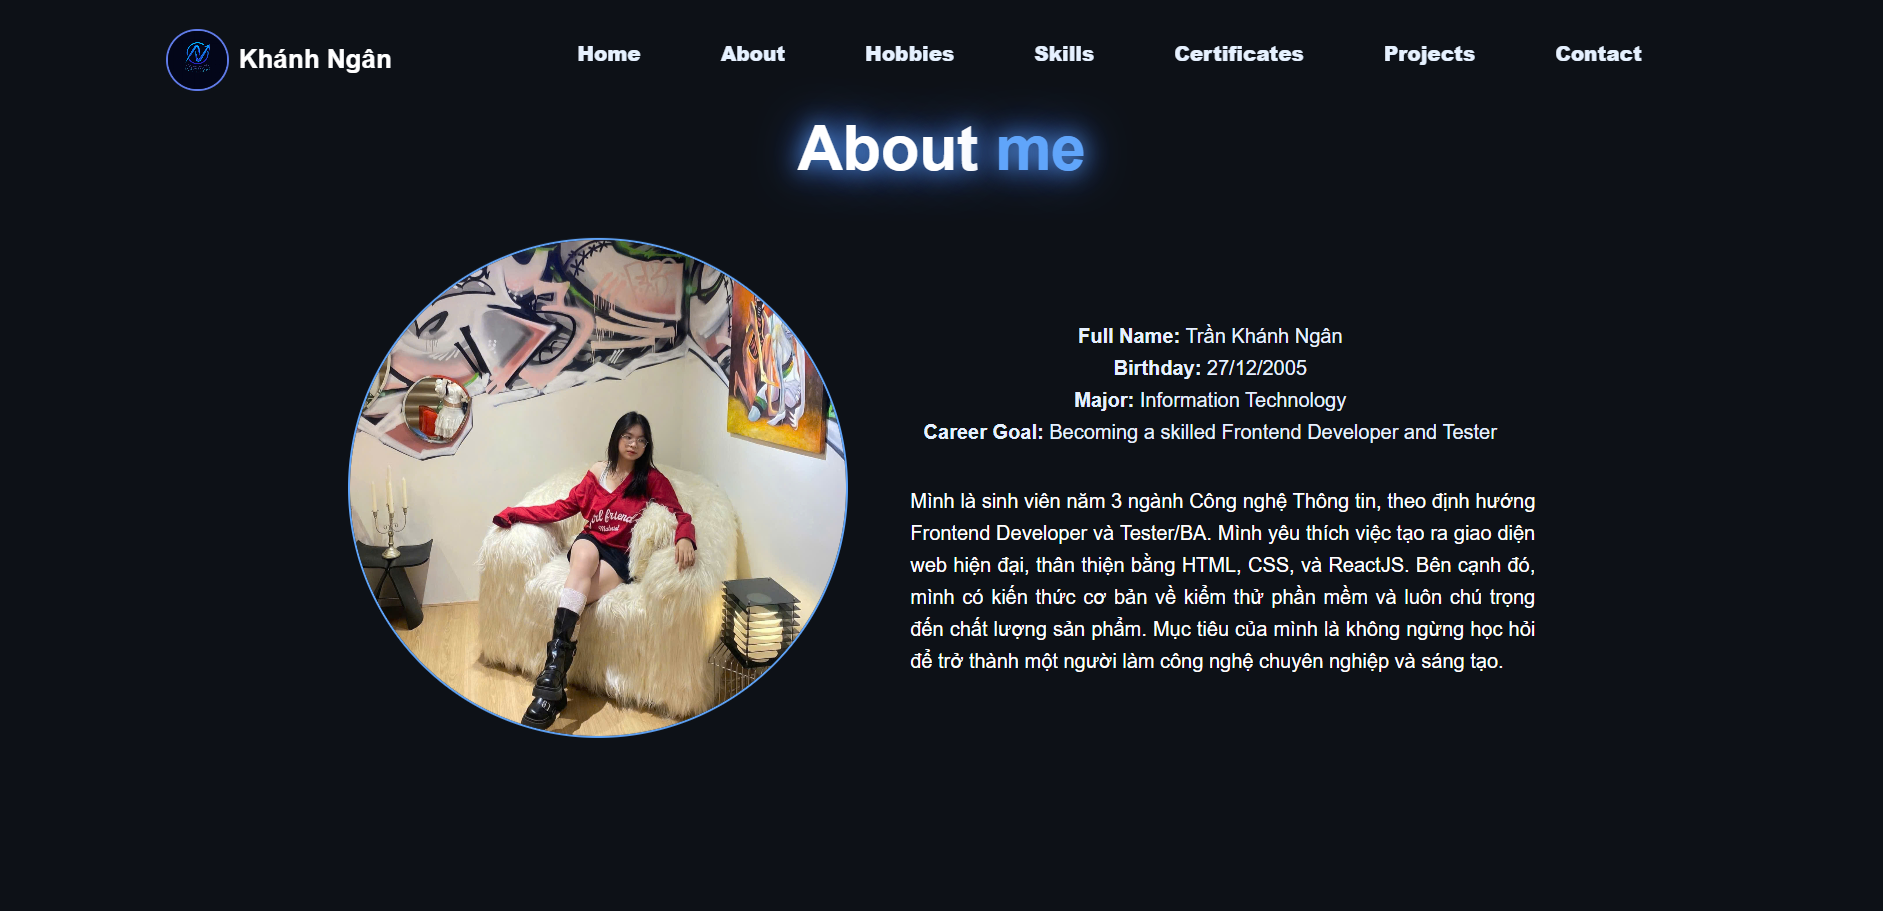 Khánh Ngân
Home About Hobbies Skills Certificates Projects Contact
About me
Full Name: Trần Khánh Ngân
Birthday: 27/12/2005
Major: Information Technology
Career Goal: Becoming a skilled Frontend Developer and Tester
Mình là sinh viên năm 3 ngành Công nghệ Thông tin, theo định hướng
Frontend Developer và Tester/BA. Mình yêu thích việc tạo ra giao diện
web hiện đại, thân thiện bằng HTML, CSS, và ReactJS. Bên cạnh đó,
mình có kiến thức cơ bản về kiểm thử phần mềm và luôn chú trọng
đến chất lượng sản phẩm. Mục tiêu của mình là không ngừng học hỏi
để trở thành một người làm công nghệ chuyên nghiệp và sáng tạo.